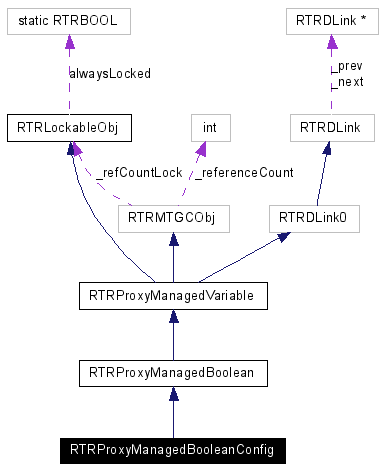 static RTRBOOL
RTRDLink *
alwaysLocked
_prev
_next
RTRLockableObj
int
RTRDLink
_refCountLock
_referenceCount
RTRMTGCObj
RTRDLink0
RTRProxyManagedVariable
RTRProxyManagedBoolean
RTRProxyManagedBooleanConfig